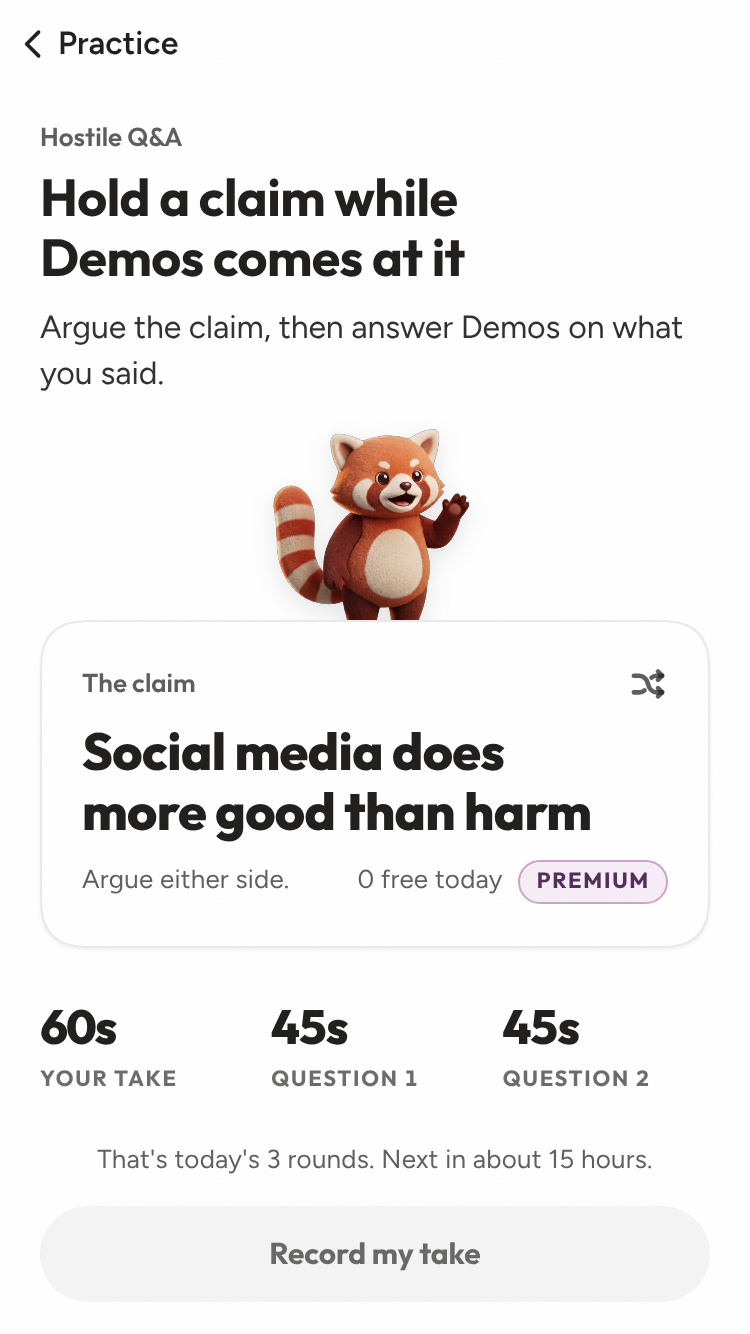 Practice
Hostile Q&A
Hold a claim while
Demos comes at it
Argue the claim, then answer Demos on what
you said.
The claim
Social media does
more good than harm
Argue either side.
0 free today
PREMIUM
60s
YOUR TAKE
45s
QUESTION 1
45s
QUESTION 2
That's today's 3 rounds. Next in about 15 hours.
Record my take